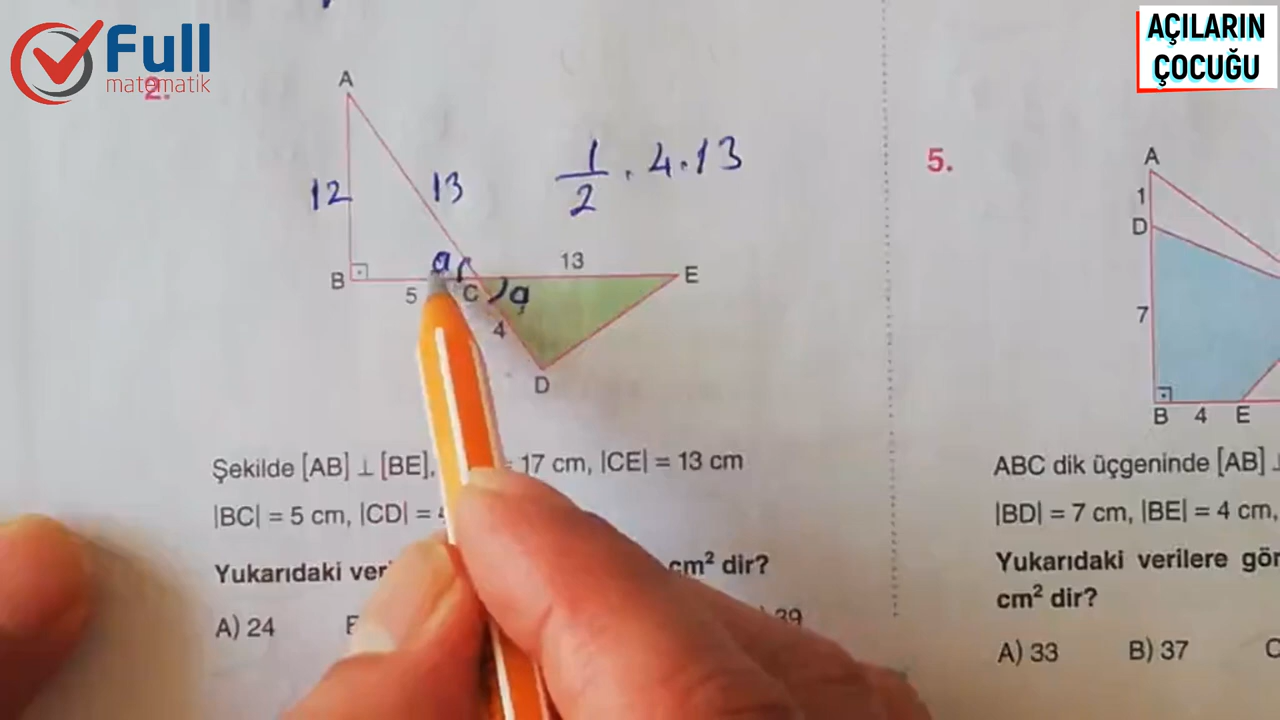 Full
matematik
AÇILARIN
ÇOCUĞU
2.
A
12
13
1/2 . 4 . 13
B
5
a
C
a
13
E
4
D
Şekilde [AB] ⊥ [BE], = 17 cm, |CE| = 13 cm
|BC| = 5 cm, |CD| =
Yukarıdaki cm² dir?
A) 24
39
5.
A
1
D
7
B 4 E
ABC dik üçgeninde [AB] ⊥
|BD| = 7 cm, |BE| = 4 cm,
Yukarıdaki verilere gör
cm² dir?
A) 33 B) 37 C